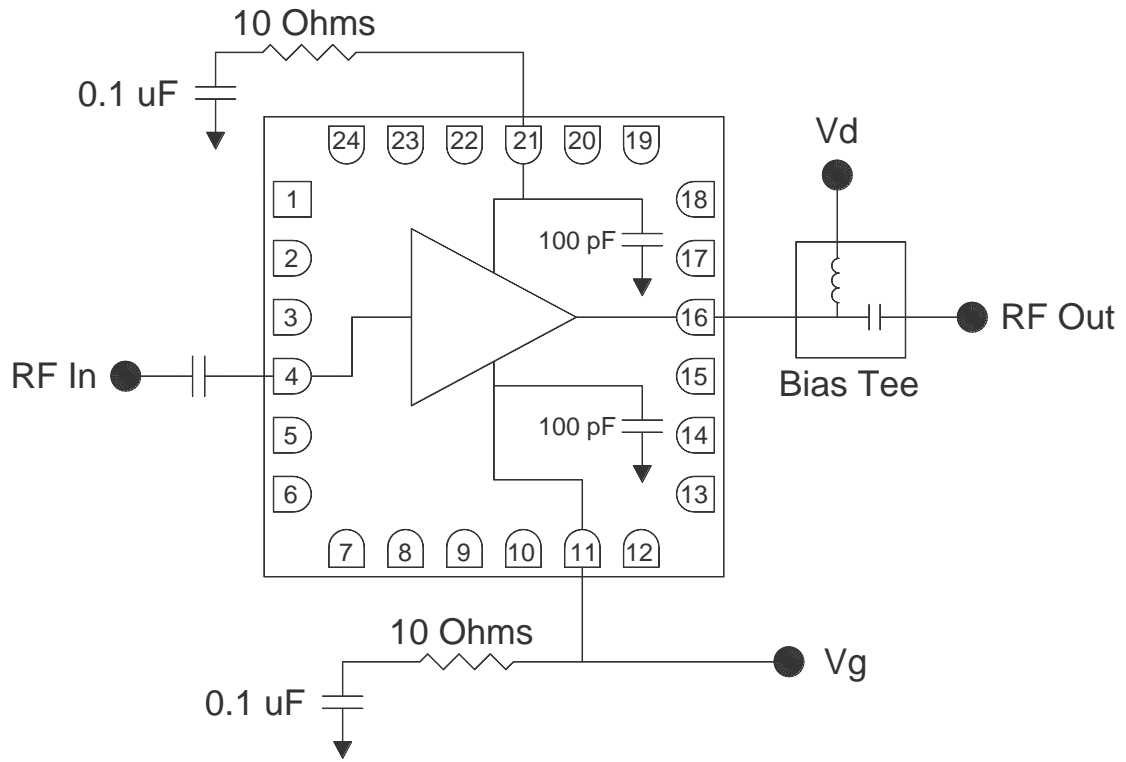 10 Ohms
0.1 uF
24 23 22 21 20 19
Vd
1
18
100 pF
2
17
3
16
RF Out
RF In
4
15
Bias Tee
5
100 pF
14
6
13
7 8 9 10 11 12
10 Ohms
Vg
0.1 uF